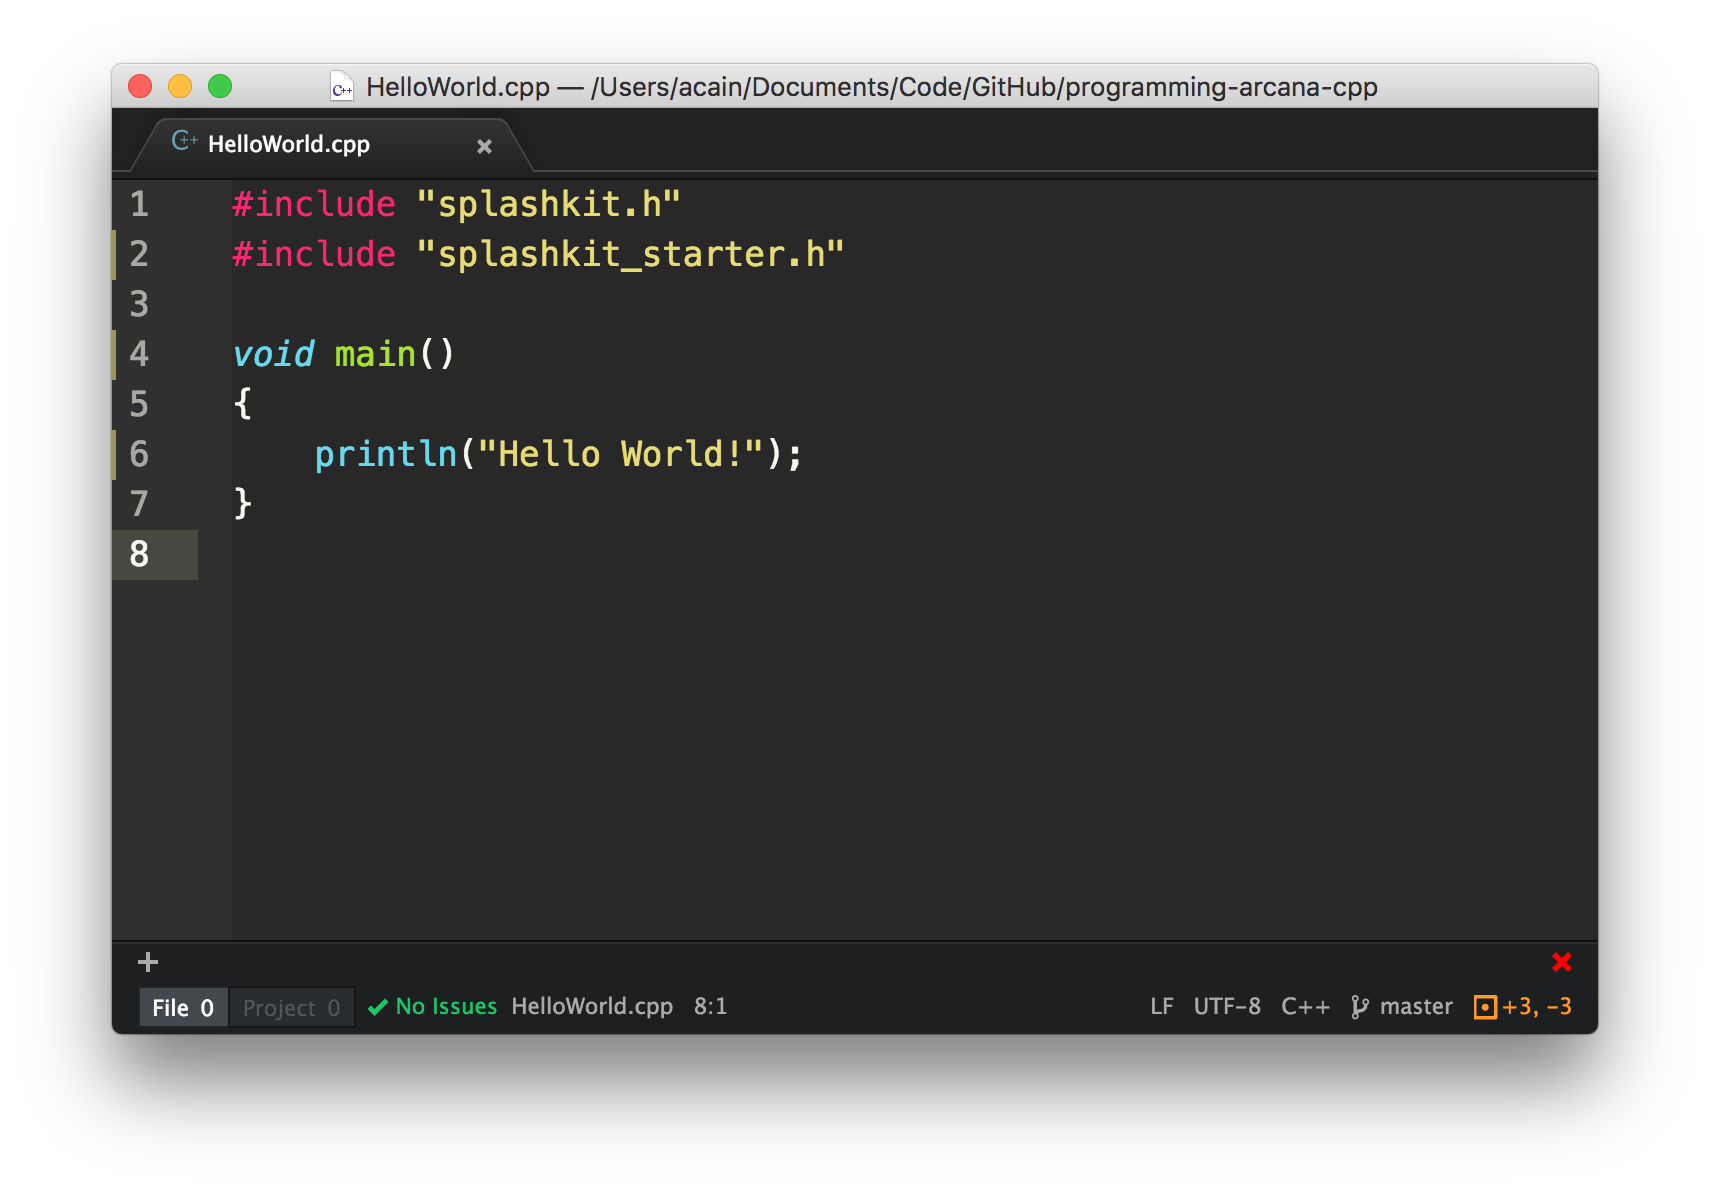 C++ HelloWorld.cpp — /Users/acain/Documents/Code/GitHub/programming-arcana-cpp
C++ HelloWorld.cpp
1 #include "splashkit.h"
2 #include "splashkit_starter.h"
3
4 void main()
5 {
6     println("Hello World!");
7 }
8
File 0 Project 0 No Issues HelloWorld.cpp 8:1 LF UTF-8 C++ master +3, -3